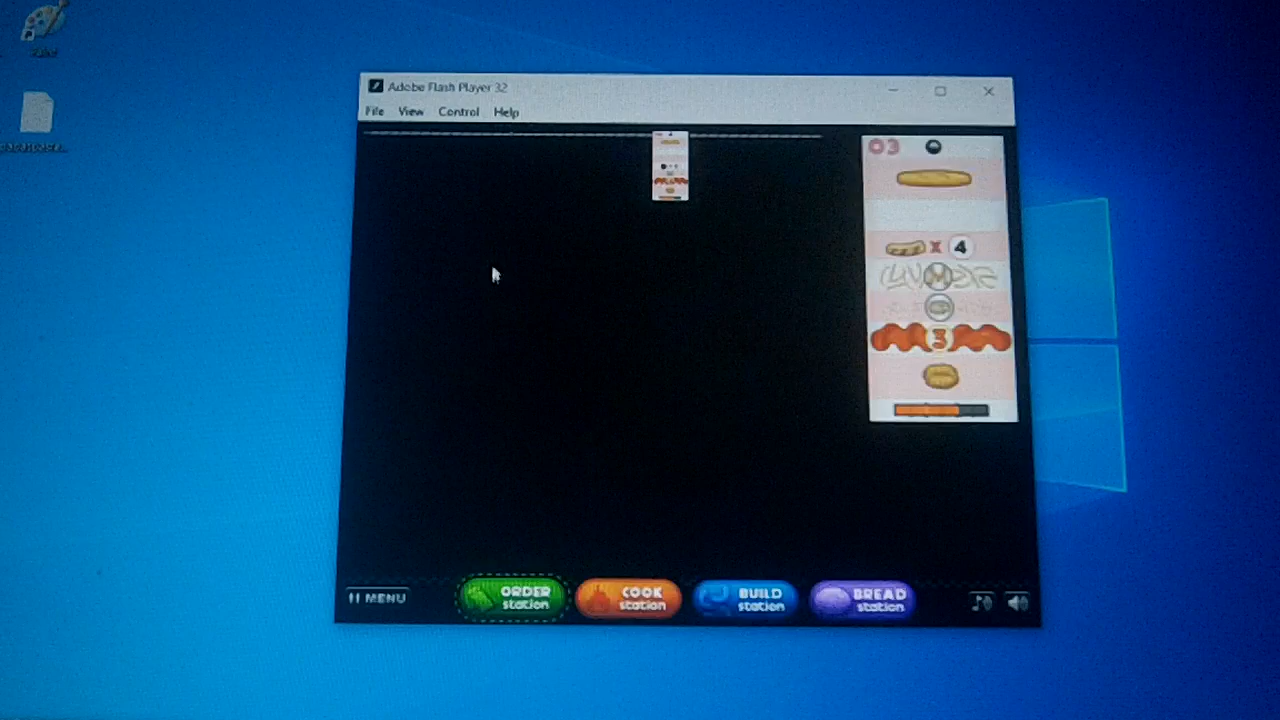 Adobe Flash Player 32
File View Control Help
03
x 4
3
MENU
ORDER station
COOK station
BUILD station
BREAD station